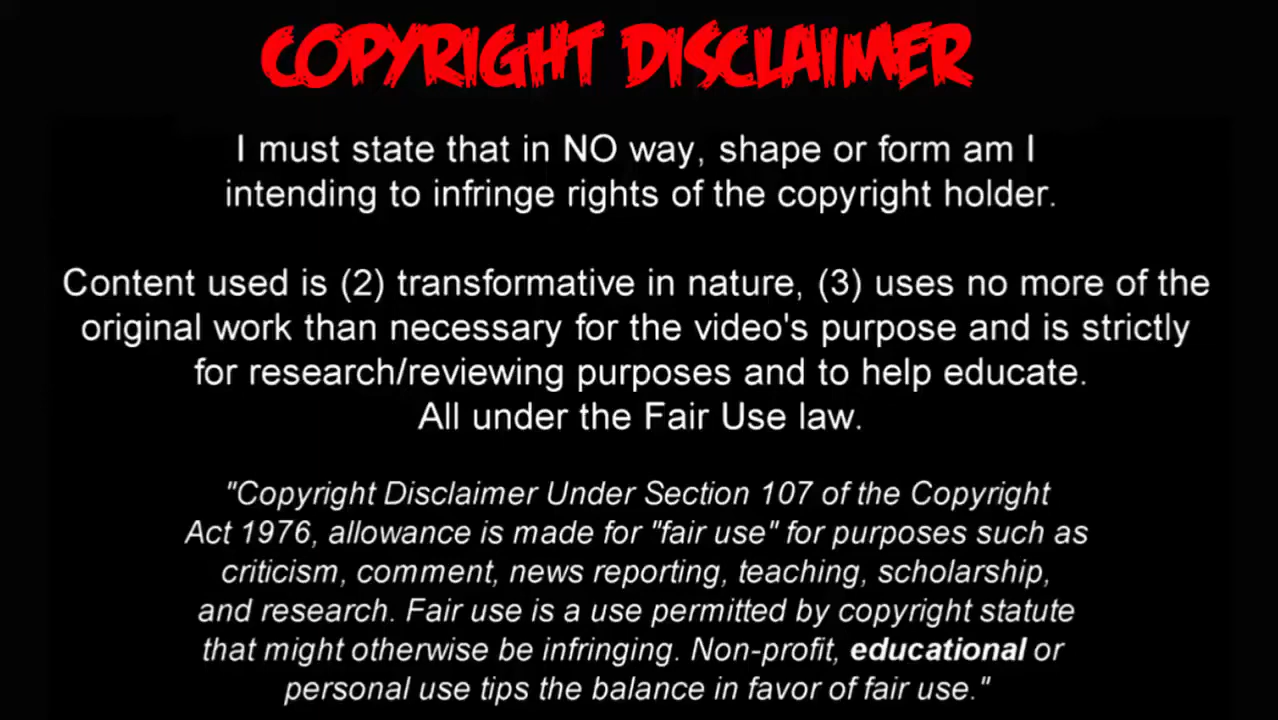 COPYRIGHT DISCLAIMER
I must state that in NO way, shape or form am I
intending to infringe rights of the copyright holder.
Content used is (2) transformative in nature, (3) uses no more of the
original work than necessary for the video's purpose and is strictly
for research/reviewing purposes and to help educate.
All under the Fair Use law.
"Copyright Disclaimer Under Section 107 of the Copyright
Act 1976, allowance is made for "fair use" for purposes such as
criticism, comment, news reporting, teaching, scholarship,
and research. Fair use is a use permitted by copyright statute
that might otherwise be infringing. Non-profit, educational or
personal use tips the balance in favor of fair use."